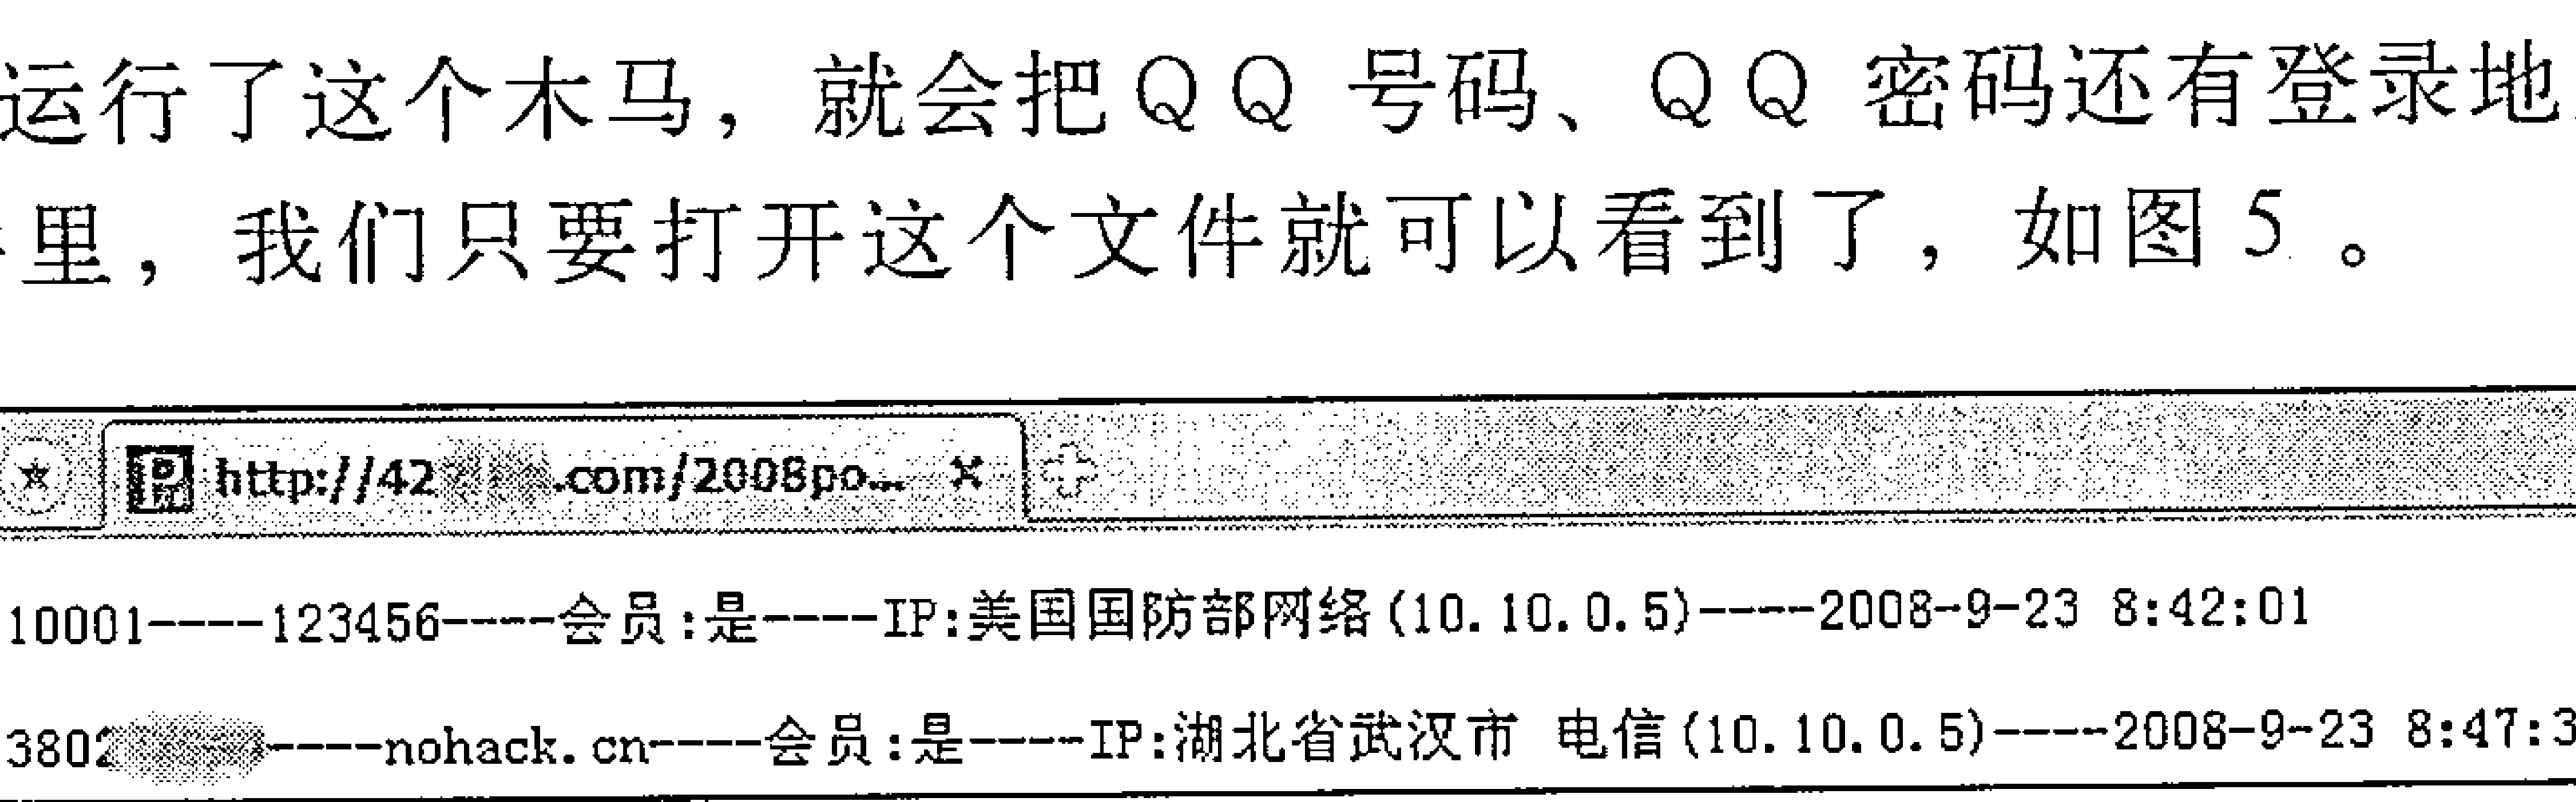 运行了这个木马，就会把QQ 号码、QQ 密码还有登录地
里，我们只要打开这个文件就可以看到了，如图5。
http://42 .com/2008po...
10001----123456----会员:是----IP:美国国防部网络(10.10.0.5)----2008-9-23 8:42:01
3802 ----nohack.cn----会员:是----IP:湖北省武汉市 电信(10.10.0.5)----2008-9-23 8:47:3